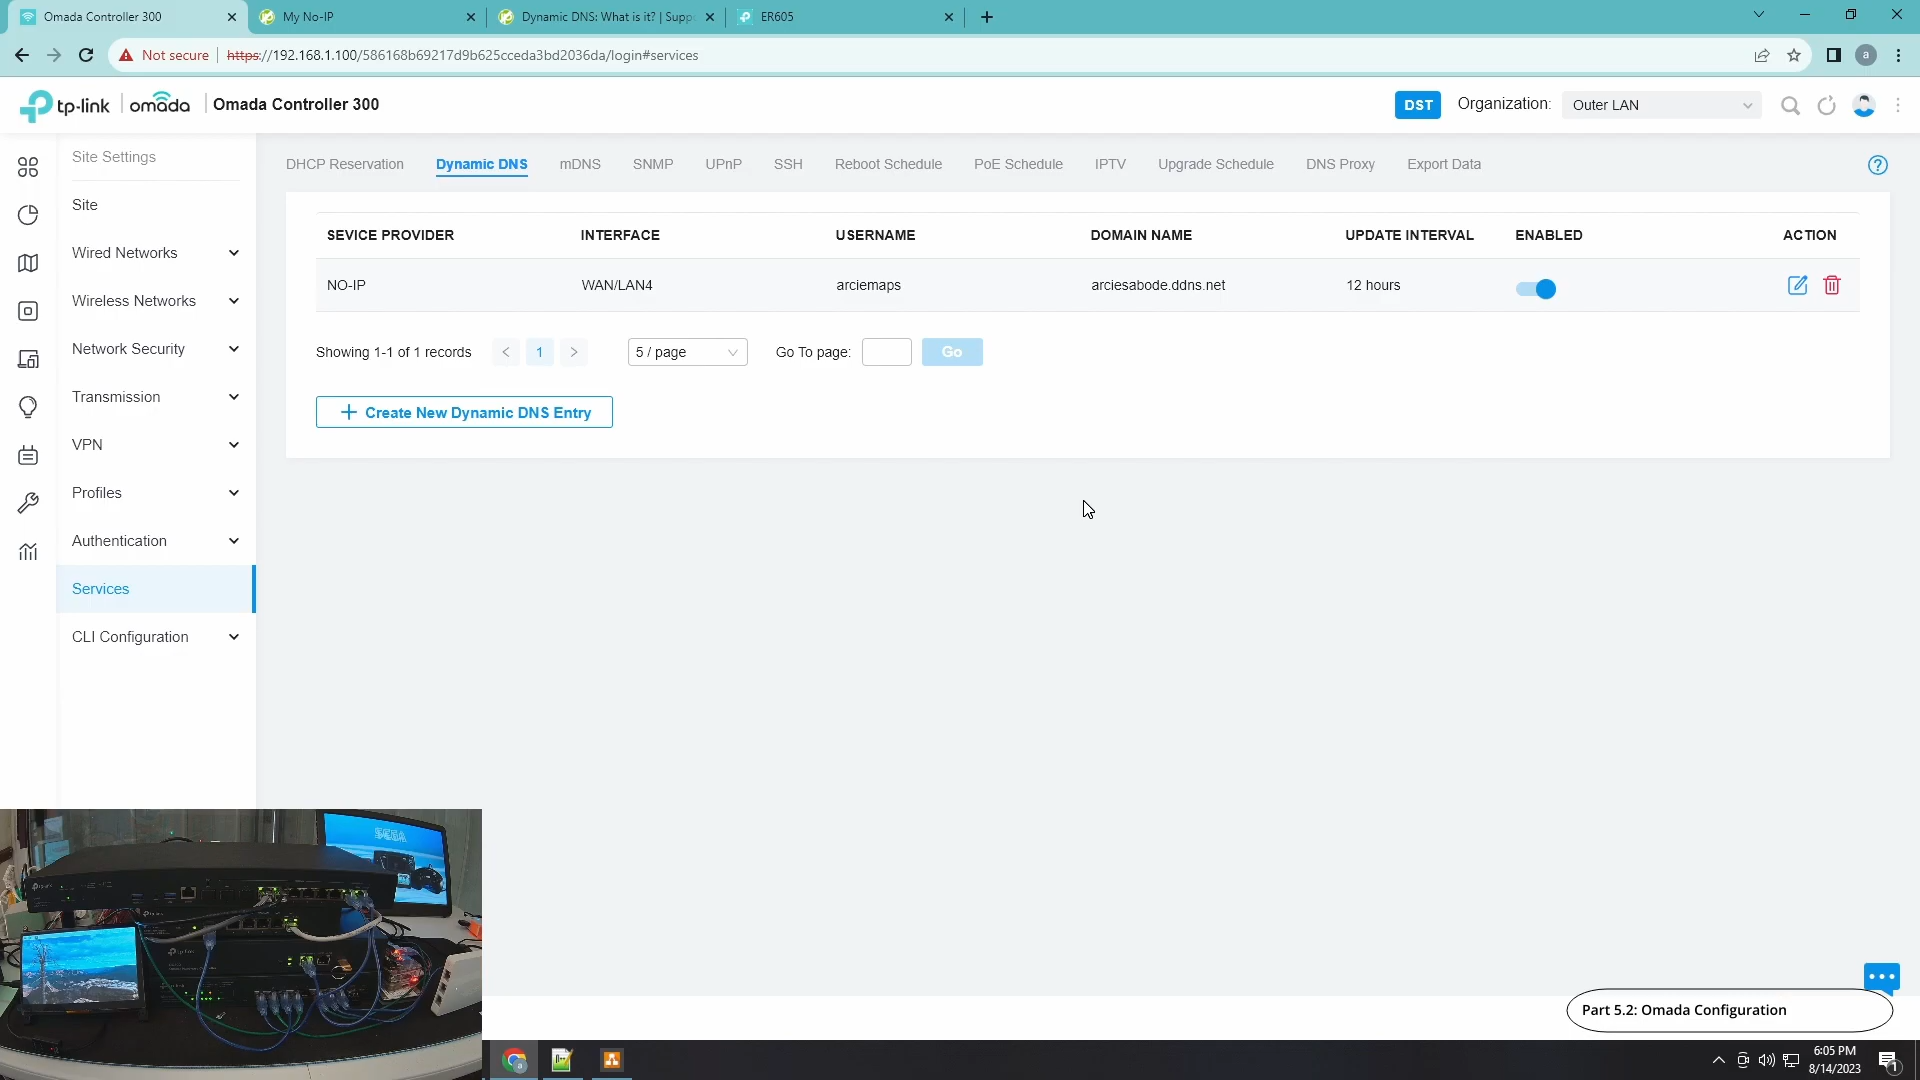 Omada Controller 300
My No-IP
Dynamic DNS: What is it? | Supp
ER605
Not secure
https://192.168.1.100/586168b69217d9b625cceda3bd2036da/login#services
a
tp-link
omada
Omada Controller 300
DST
Organization:
Outer LAN
Site Settings
Site
Wired Networks
Wireless Networks
Network Security
Transmission
VPN
Profiles
Authentication
Services
CLI Configuration
DHCP Reservation
Dynamic DNS
mDNS
SNMP
UPnP
SSH
Reboot Schedule
PoE Schedule
IPTV
Upgrade Schedule
DNS Proxy
Export Data
?
SEVICE PROVIDER
INTERFACE
USERNAME
DOMAIN NAME
UPDATE INTERVAL
ENABLED
ACTION
NO-IP
WAN/LAN4
arciemaps
arciesabode.ddns.net
12 hours
Showing 1-1 of 1 records
<
1
>
5 / page
Go To page:
Go
+ Create New Dynamic DNS Entry
SEGA
tp-link
Part 5.2: Omada Configuration
a
6:05 PM
8/14/2023
1